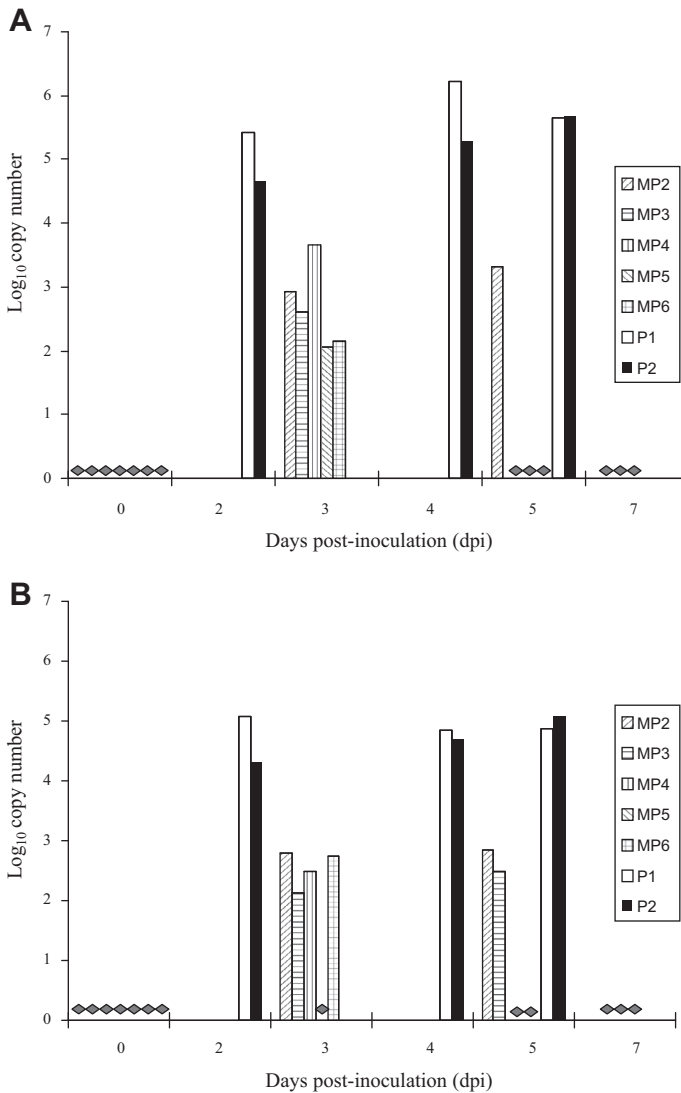 A
7
6
5
4
3
2
1
0
Log10 copy number
0 2 3 4 5 7
Days post-inoculation (dpi)
MP2
MP3
MP4
MP5
MP6
P1
P2
B
7
6
5
4
3
2
1
0
Log10 copy number
0 2 3 4 5 7
Days post-inoculation (dpi)
MP2
MP3
MP4
MP5
MP6
P1
P2